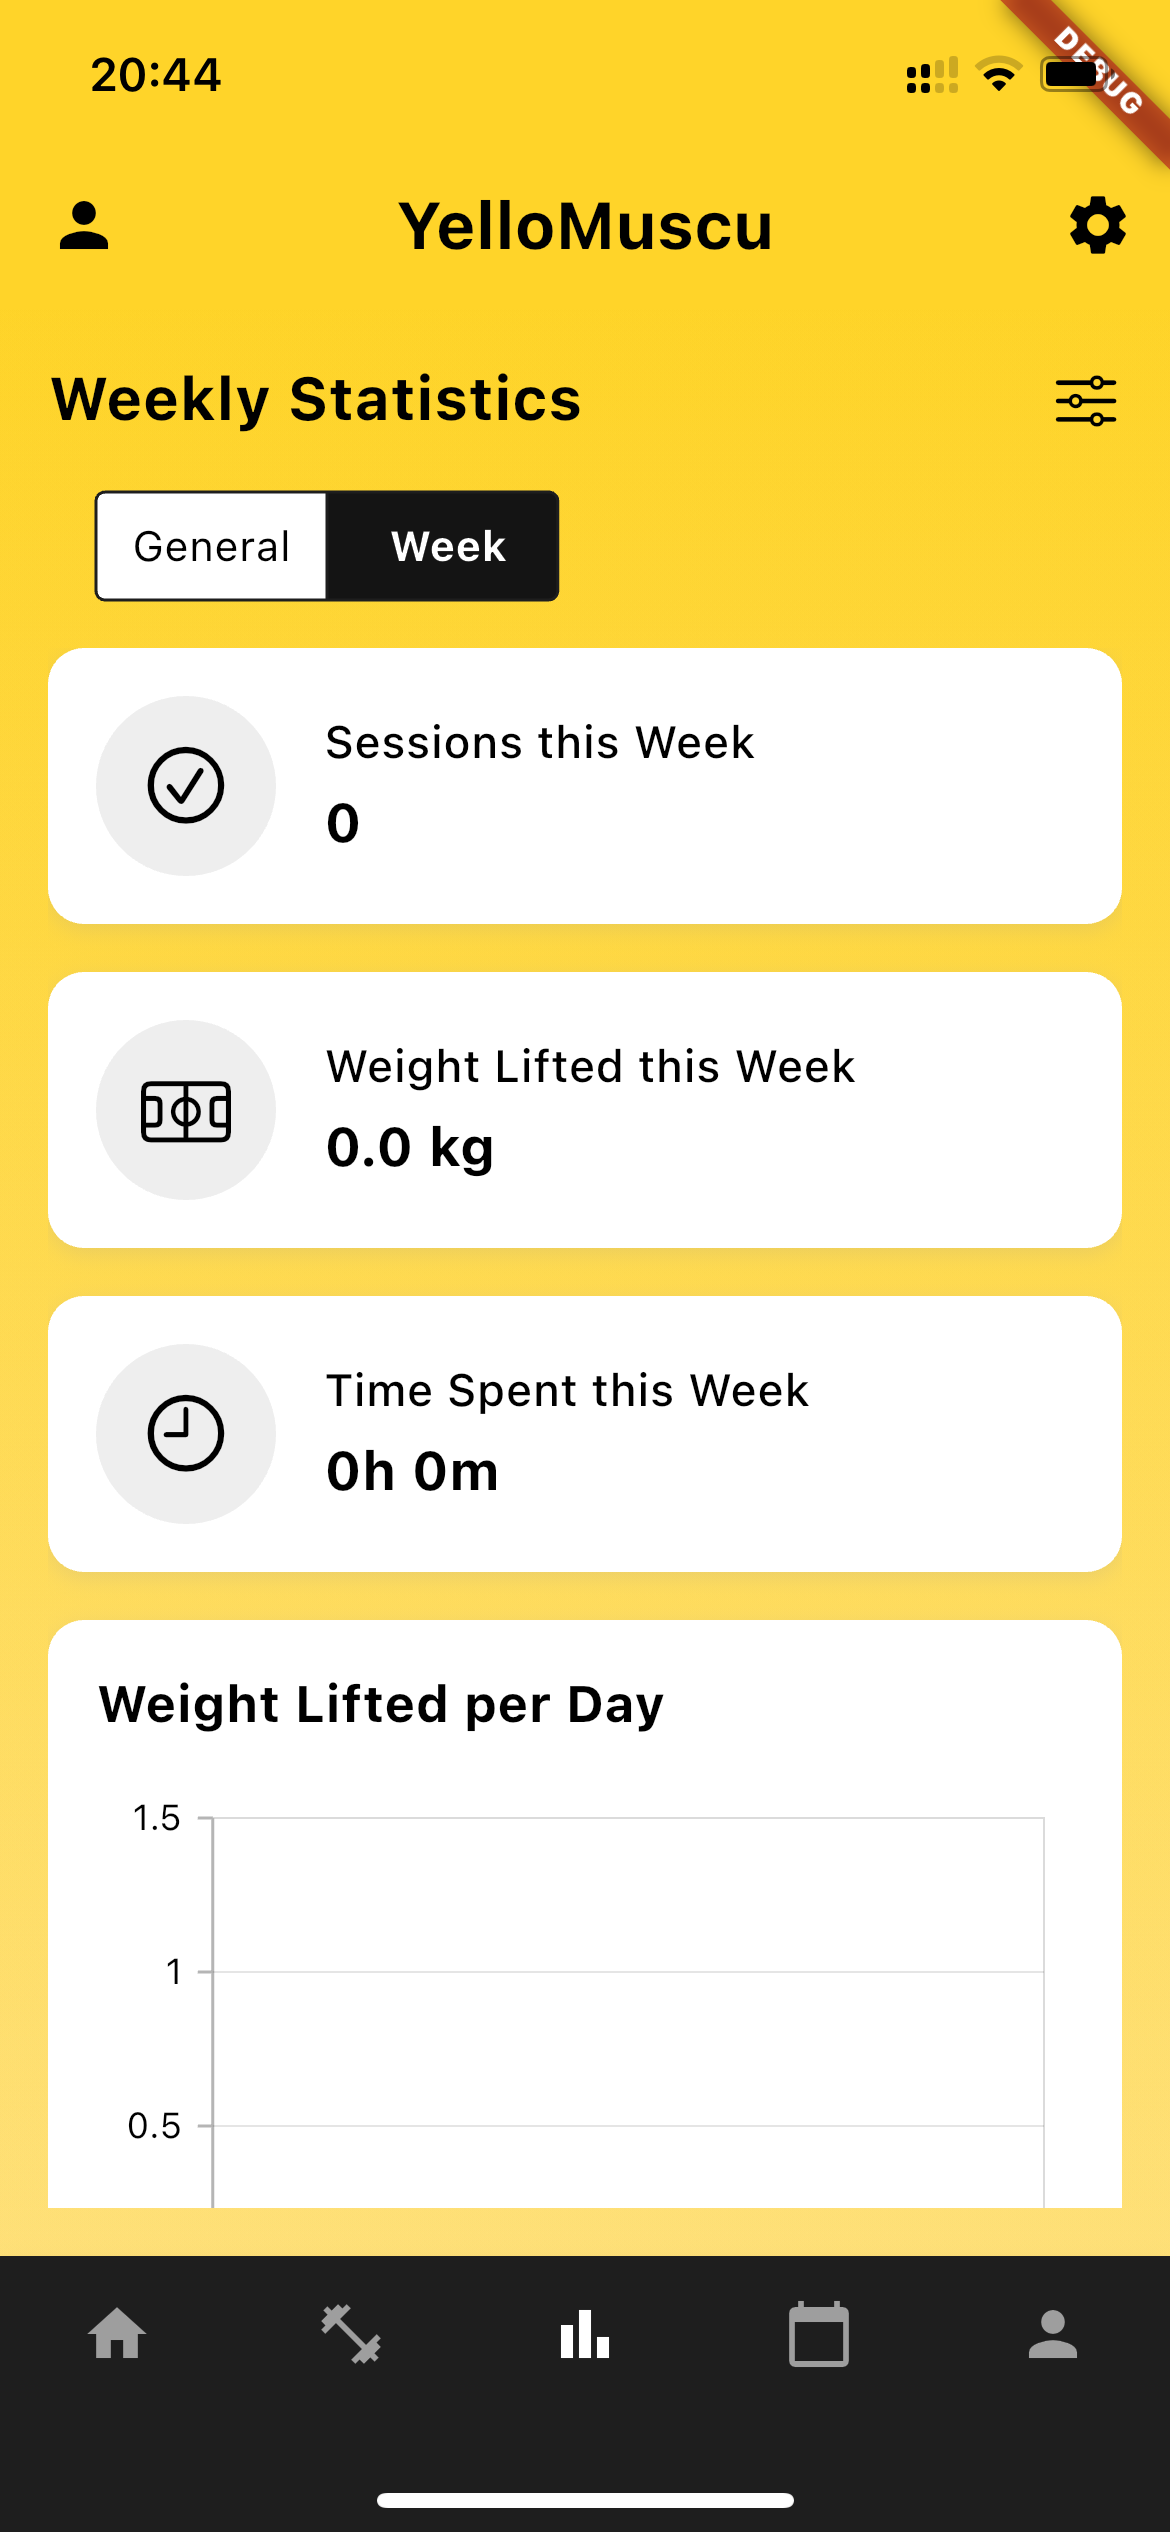 20:44
DEBUG
YelloMuscu
Weekly Statistics
General
Week
Sessions this Week
0
Weight Lifted this Week
0.0 kg
Time Spent this Week
0h 0m
Weight Lifted per Day
1.5
1
0.5